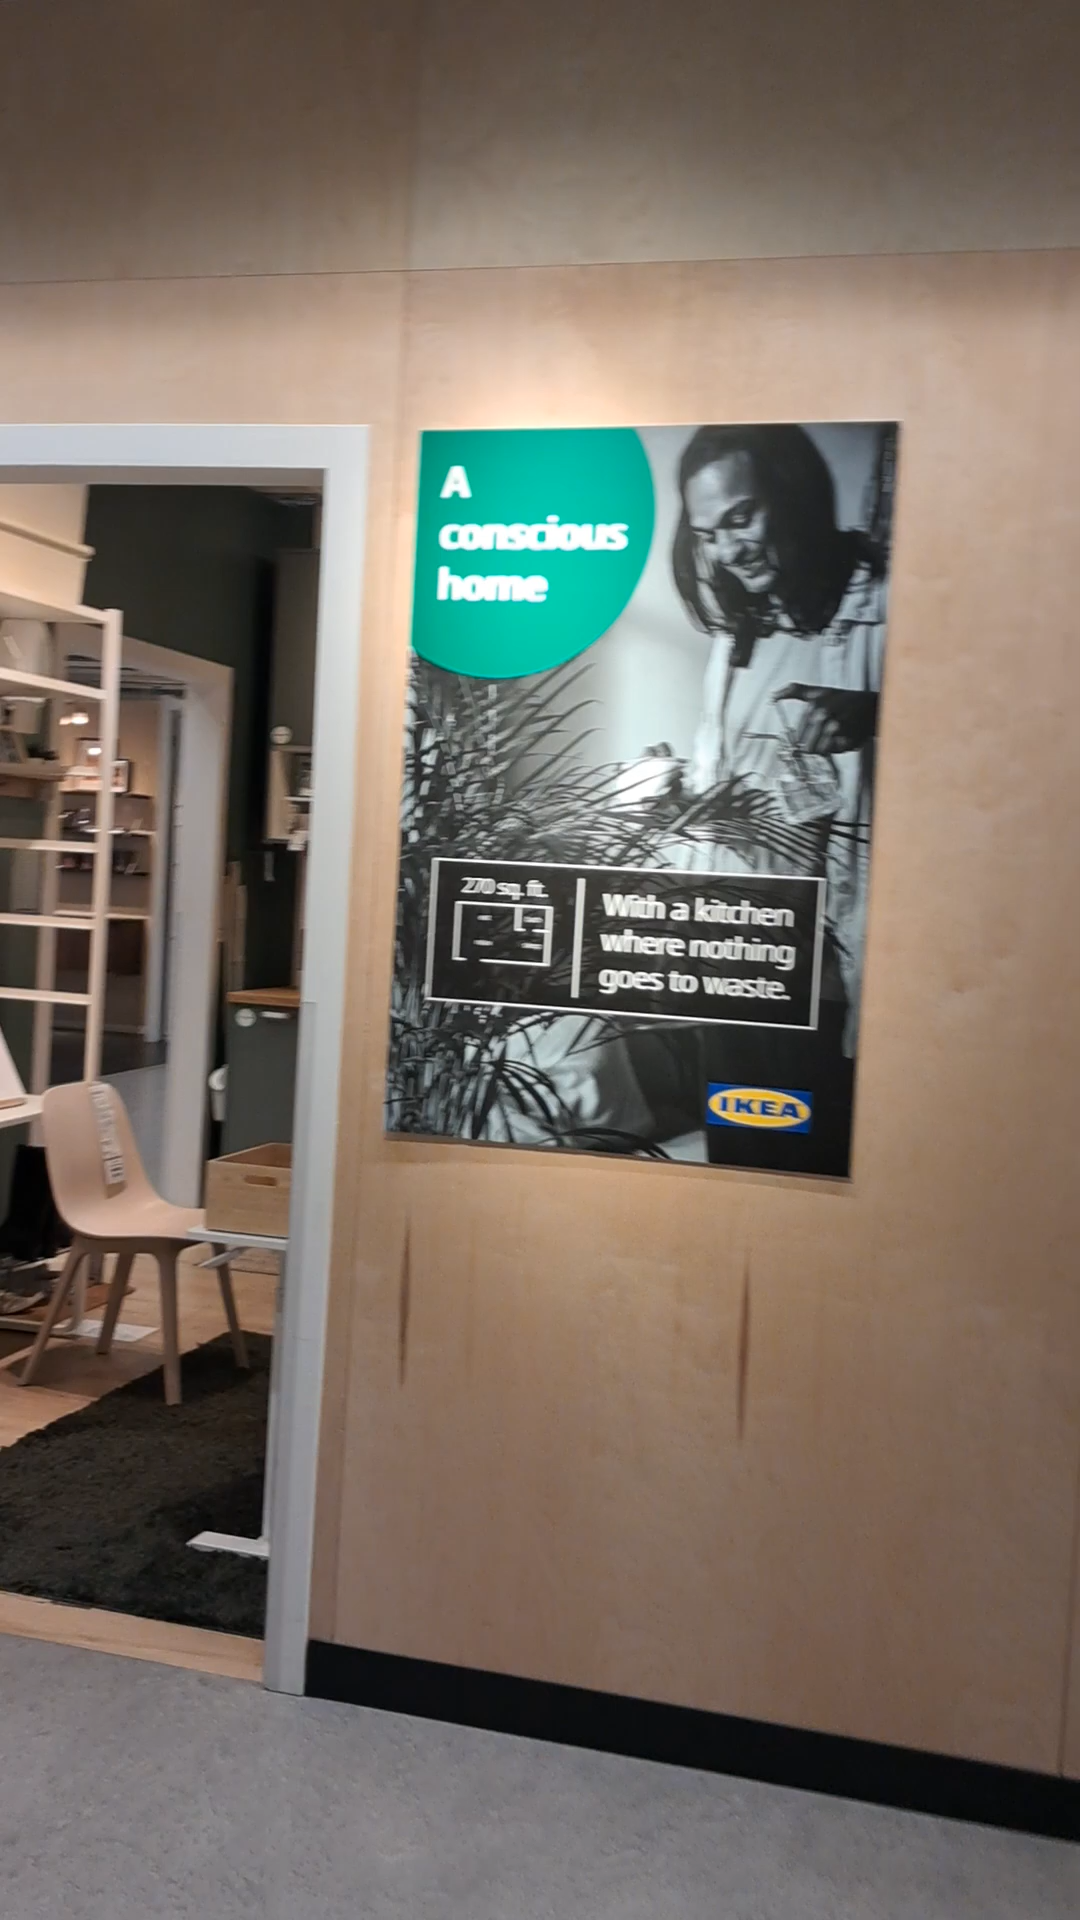 A
conscious
home
270 sq. ft.
With a kitchen
where nothing
goes to waste.
IKEA